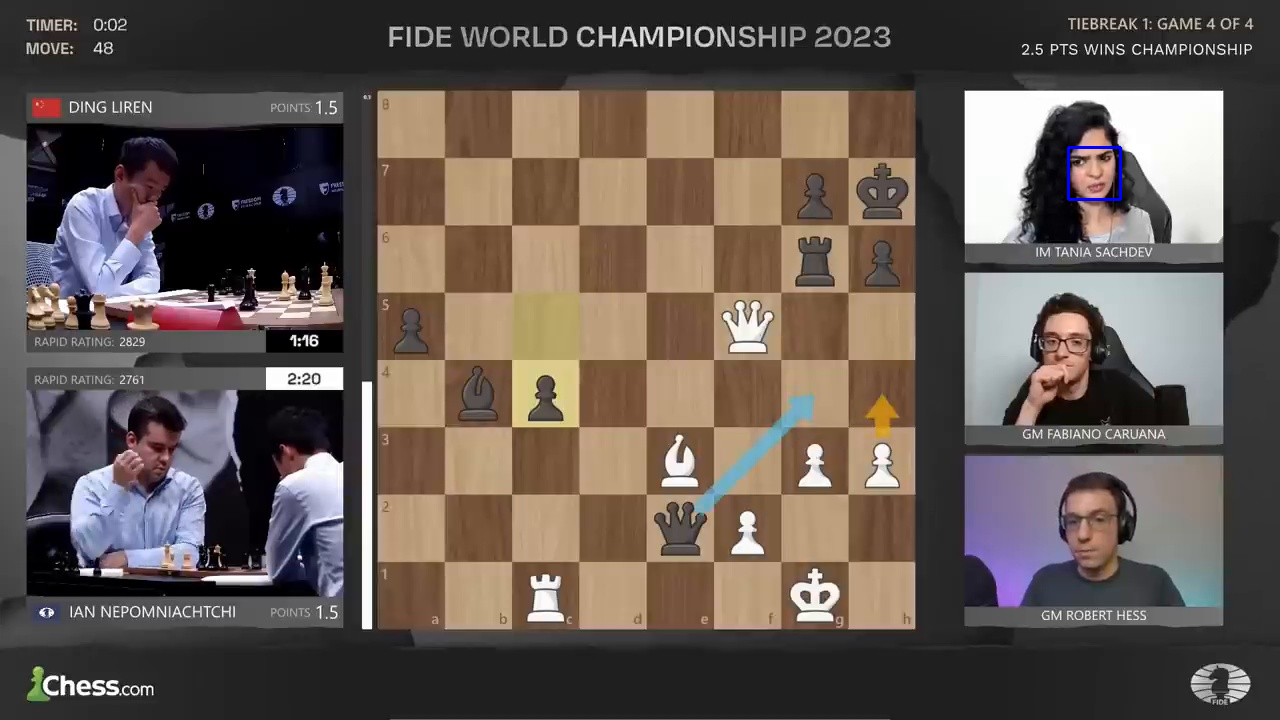 TIMER: 0:02
MOVE: 48
FIDE WORLD CHAMPIONSHIP 2023
TIEBREAK 1: GAME 4 OF 4
2.5 PTS WINS CHAMPIONSHIP
DING LIREN POINTS 1.5
RAPID RATING: 2829 1:16
RAPID RATING: 2761 2:20
IAN NEPOMNIACHTCHI POINTS 1.5
8
7
6
5
4
3
2
1
a b c d e f g h
IM TANIA SACHDEV
GM FABIANO CARUANA
GM ROBERT HESS
Chess.com
FIDE